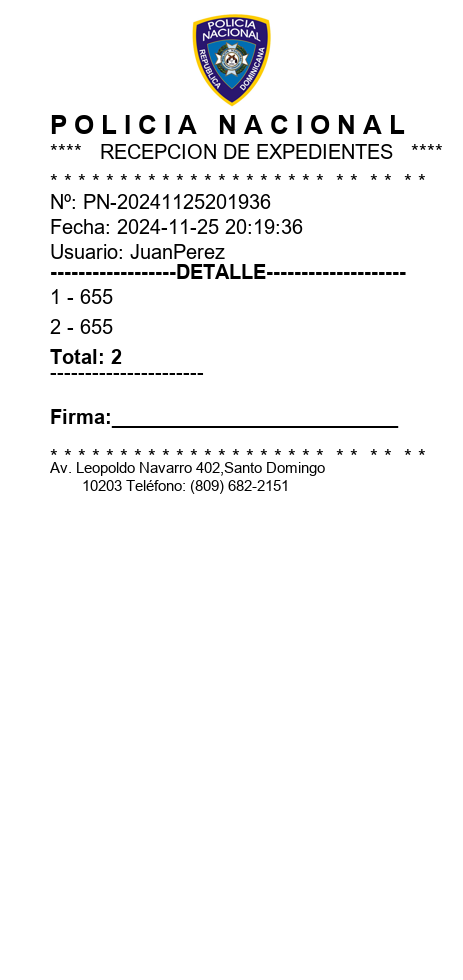 POLICIA
NACIONAL
REPUBLICA
DOMINICANA
POLICIA NACIONAL
**** RECEPCION DE EXPEDIENTES ****
* * * * * * * * * * * * * * * * * * * * * * * * * *
Nº: PN-20241125201936
Fecha: 2024-11-25 20:19:36
Usuario: JuanPerez
------------------DETALLE--------------------
1 - 655
2 - 655
Total: 2
----------------------
Firma:__________________________
* * * * * * * * * * * * * * * * * * * * * * * * * *
Av. Leopoldo Navarro 402,Santo Domingo
10203 Teléfono: (809) 682-2151